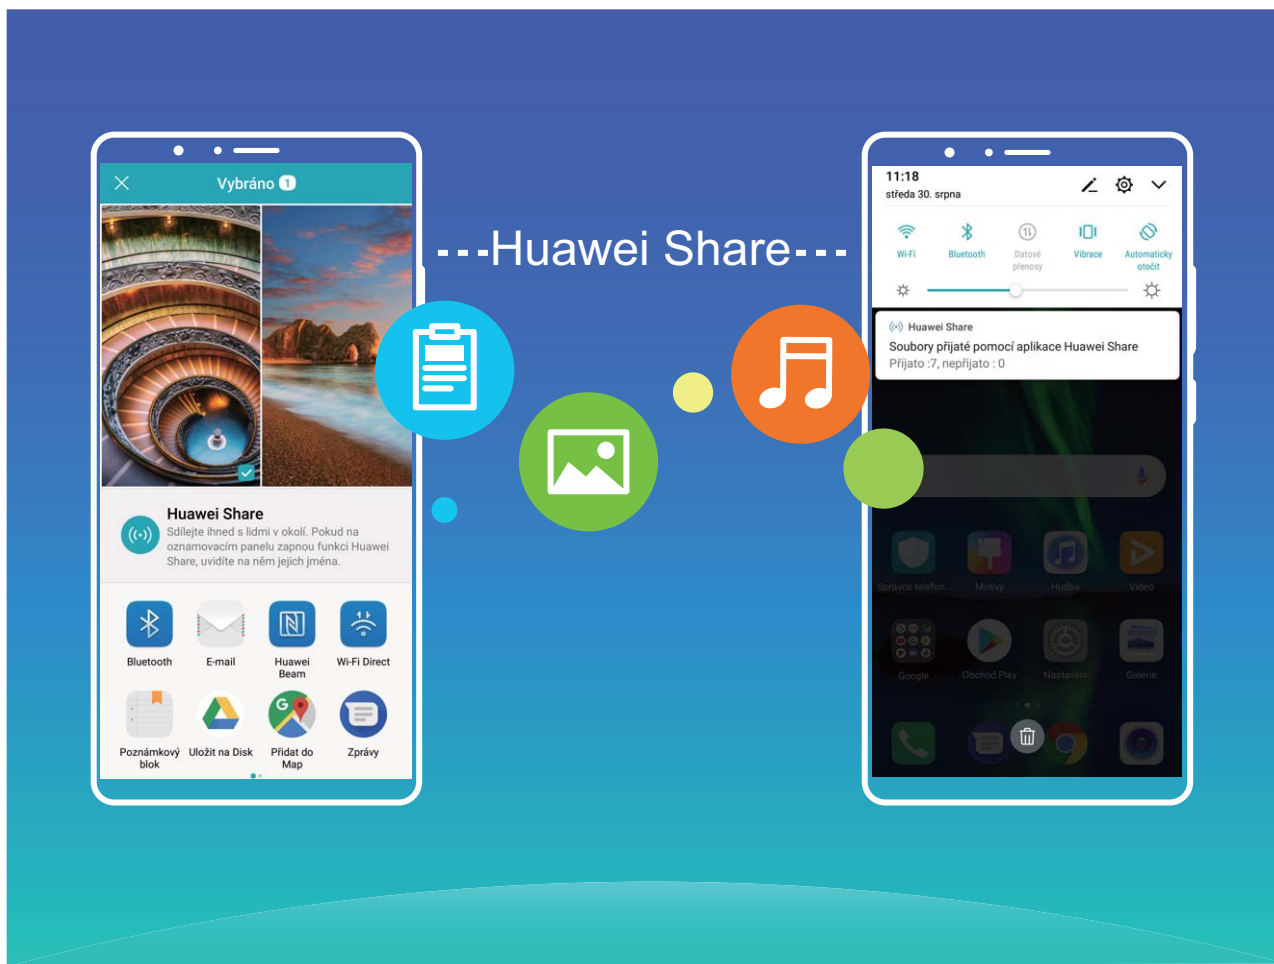 Vybráno 1
Huawei Share
Sdílejte ihned s lidmi v okolí. Pokud na
oznamovacím panelu zapnou funkci Huawei
Share, uvidíte na něm jejich jména.
Bluetooth
E-mail
Huawei
Beam
Wi-Fi Direct
Poznámkový
blok
Uložit na Disk
Přidat do
Map
Zprávy
---Huawei Share---
11:18
středa 30. srpna
Wi-Fi
Bluetooth
Datové
přenosy
Vibrace
Automaticky
otočit
Huawei Share
Soubory přijaté pomocí aplikace Huawei Share
Přijato :7, nepřijato : 0
Správce telefon..
Motivy
Hudba
Video
Google
Obchod Play
Nastavení
Galerie